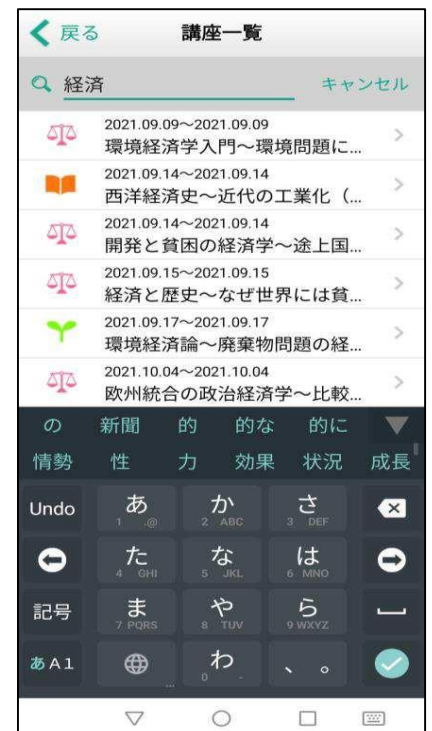 戻る 講座一覧
経済 キャンセル
2021.09.09～2021.09.09
環境経済学入門～環境問題に...
2021.09.14～2021.09.14
西洋経済史～近代の工業化（...
2021.09.14～2021.09.14
開発と貧困の経済学～途上国...
2021.09.15～2021.09.15
経済と歴史～なぜ世界には貧...
2021.09.17～2021.09.17
環境経済論～廃棄物問題の経...
2021.10.04～2021.10.04
欧州統合の政治経済学～比較...
の 新聞 的 的な 的に
情勢 性 力 効果 状況 成長
Undo あ か さ
1 .@ 2 ABC 3 DEF
た な は
4 GHI 5 JKL 6 MNO
記号 ま や ら
7 PQRS 8 TUV 9 WXYZ
あA1 わ 、。
0 -